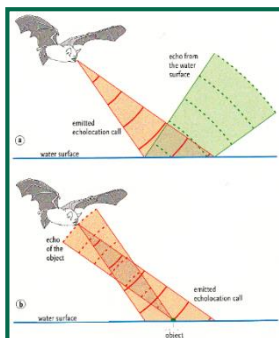 echo from
the water
surface
emitted
echolocation call
water surface
a
echo
of the
object
emitted
echolocation call
water surface
b
object